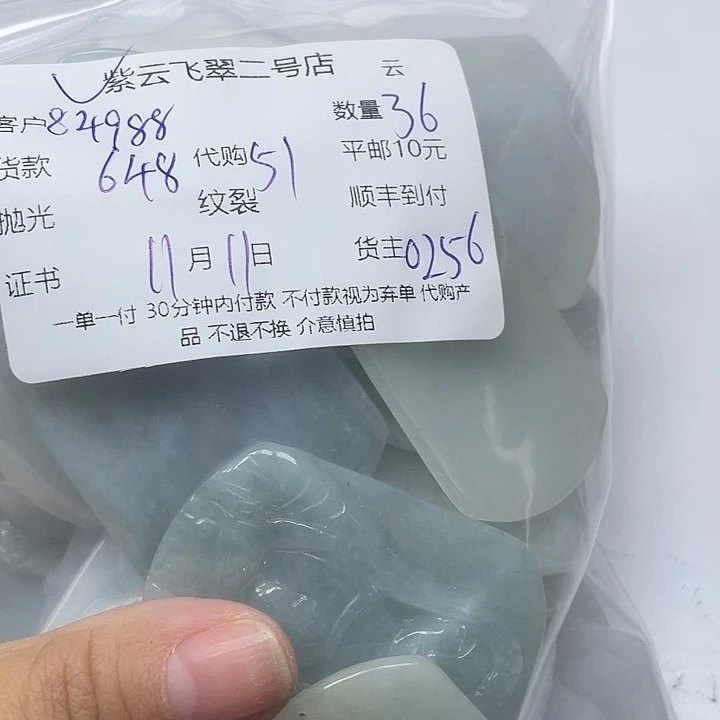 紫云飞翠二号店 云
客户84988 数量36
货款 648 代购51 平邮10元
抛光 纹裂 顺丰到付
证书 11月11日 货主0256
一单一付 30分钟内付款 不付款视为弃单 代购产
品 不退不换 介意慎拍